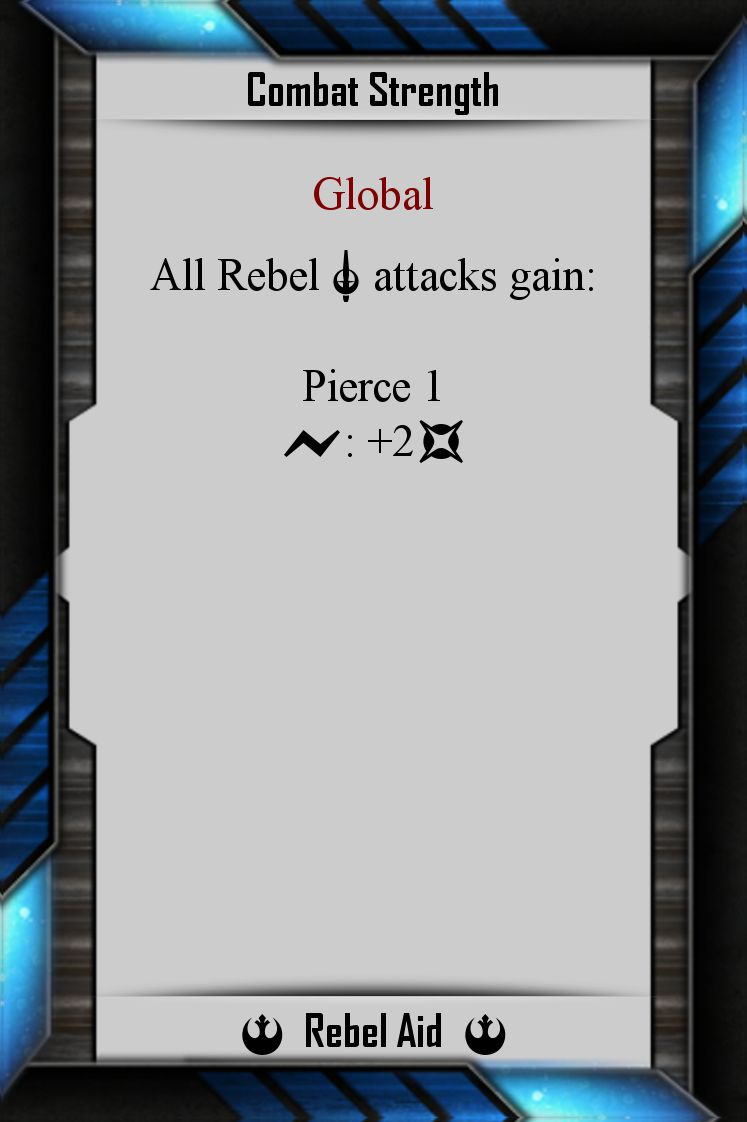 Combat Strength
Global
All Rebel attacks gain:
Pierce 1
: +2
Rebel Aid